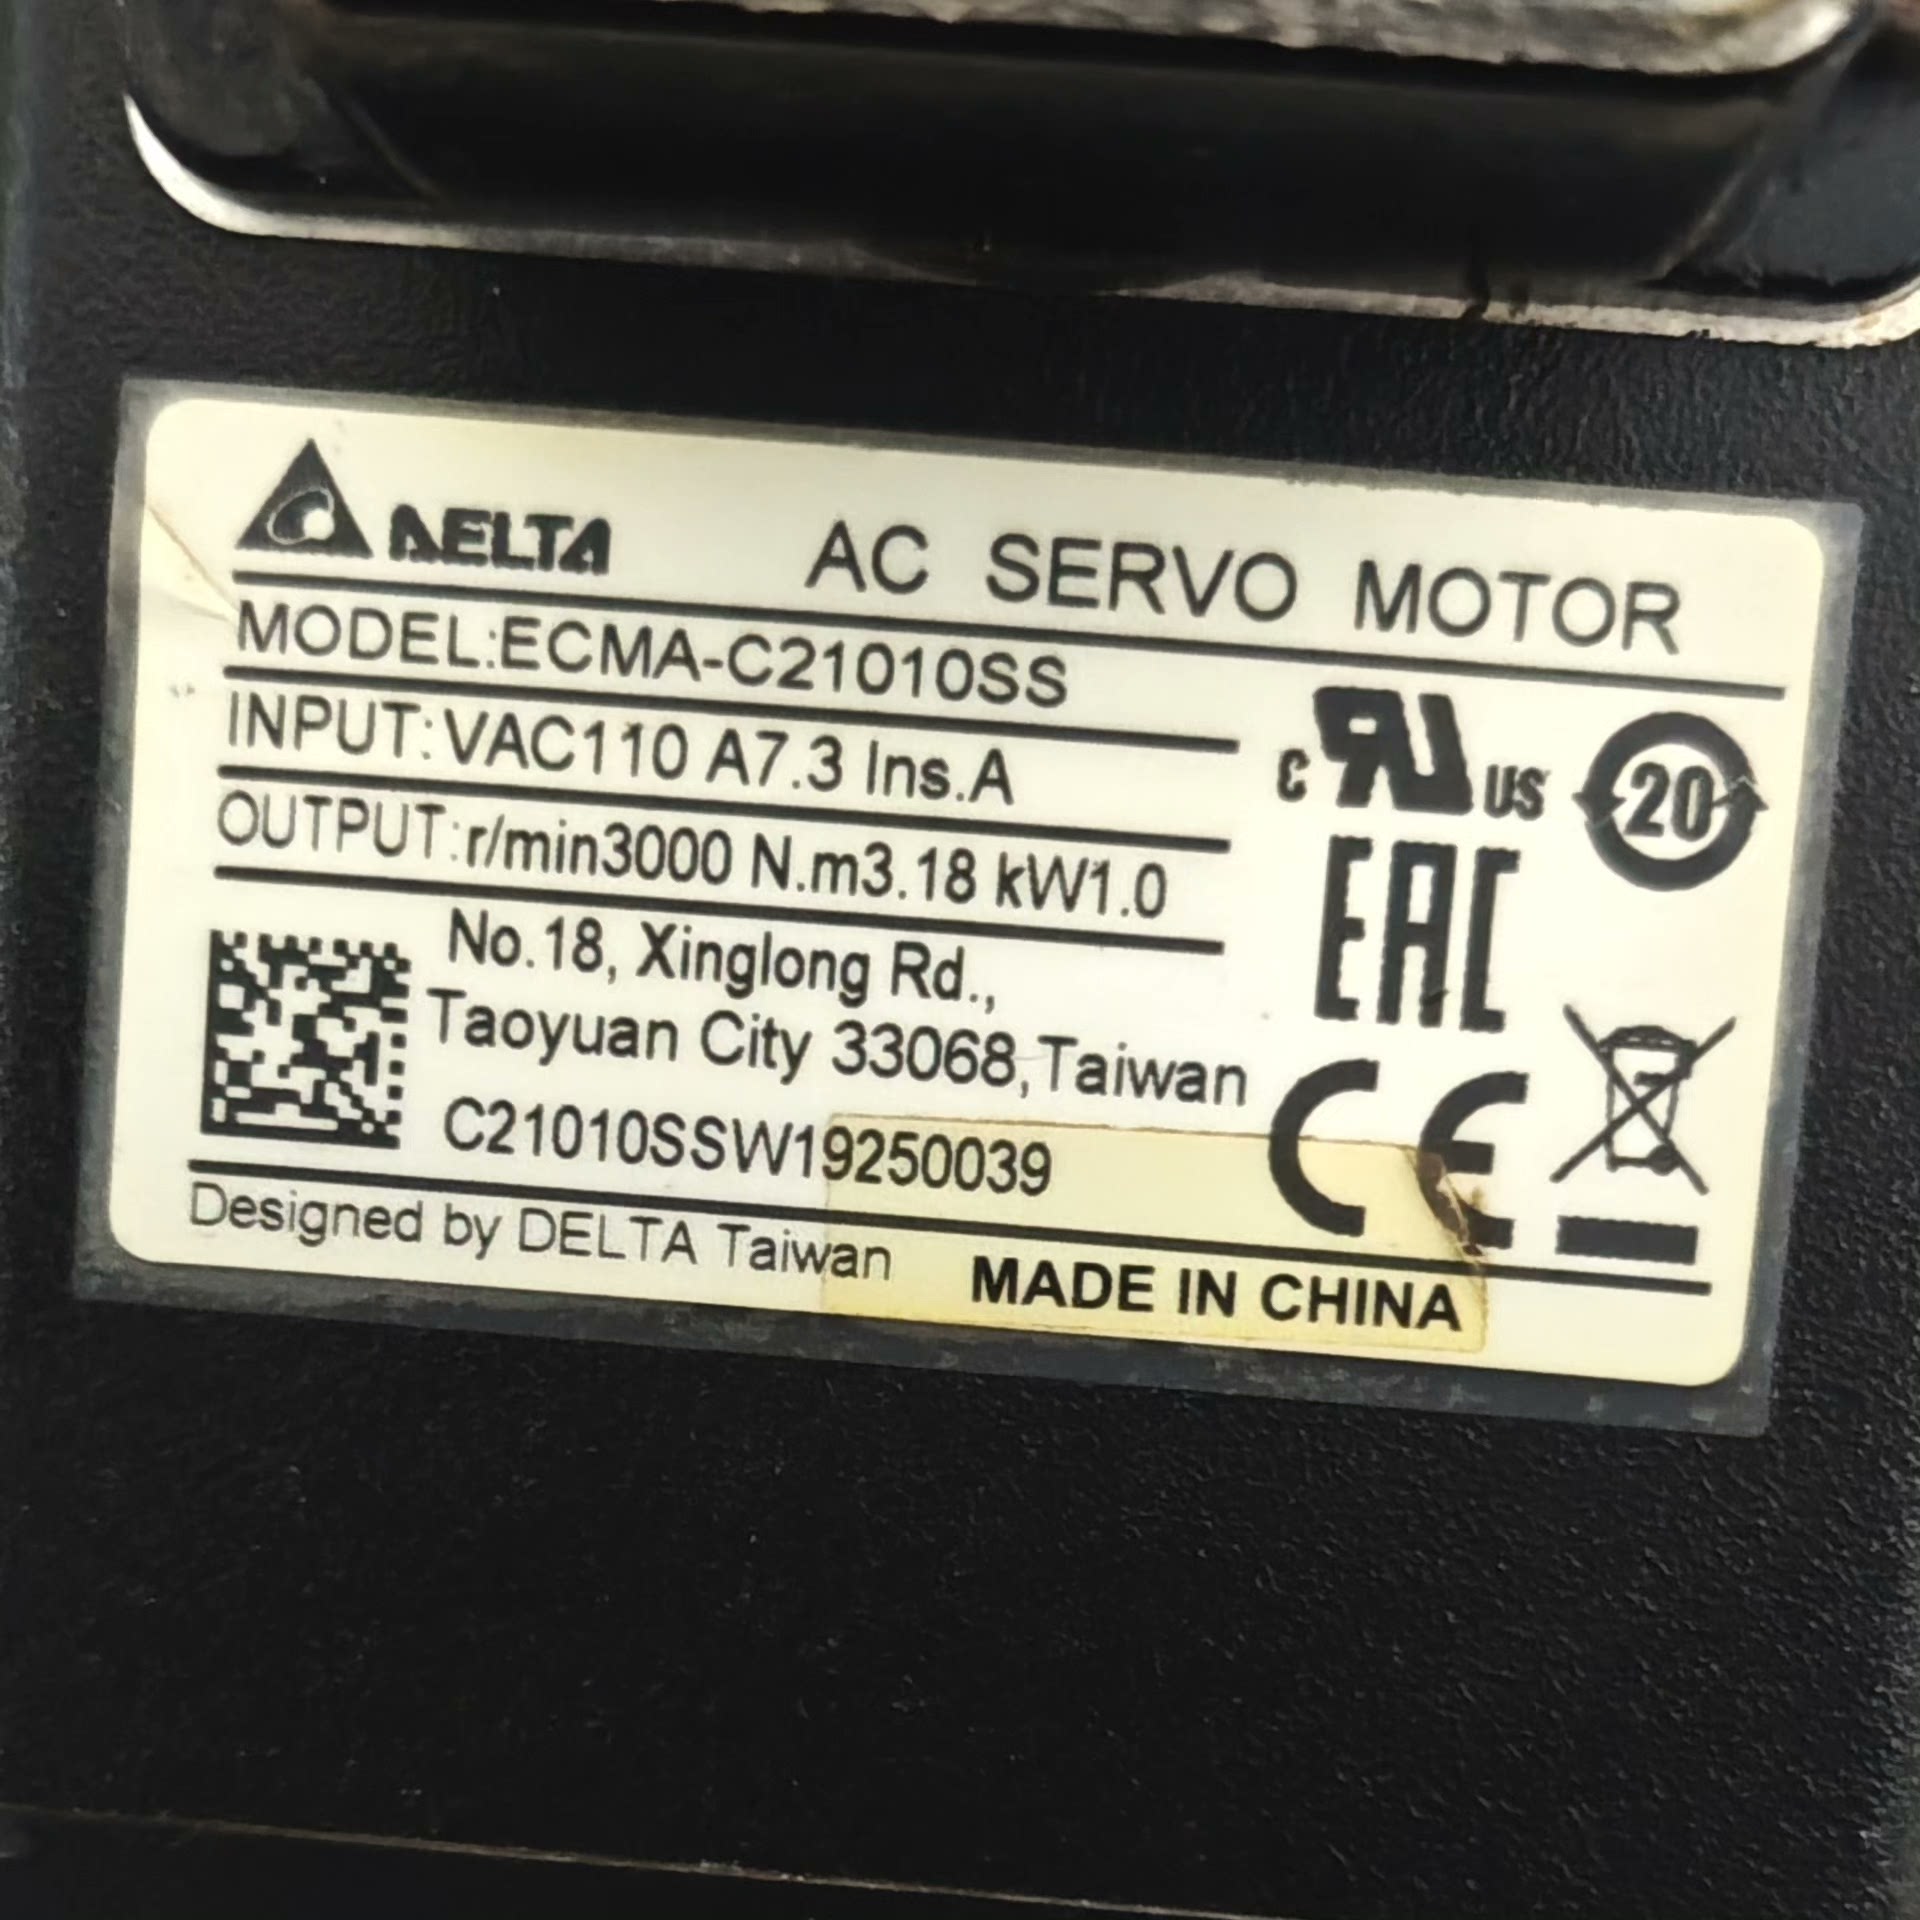 DELTA AC SERVO MOTOR
MODEL:ECMA-C21010SS
INPUT:VAC110 A7.3 Ins.A
OUTPUT:r/min3000 N.m3.18 kW1.0
c RU US
20
EAC
No.18, Xinglong Rd.,
Taoyuan City 33068,Taiwan
C21010SSW19250039
CE
Designed by DELTA Taiwan
MADE IN CHINA